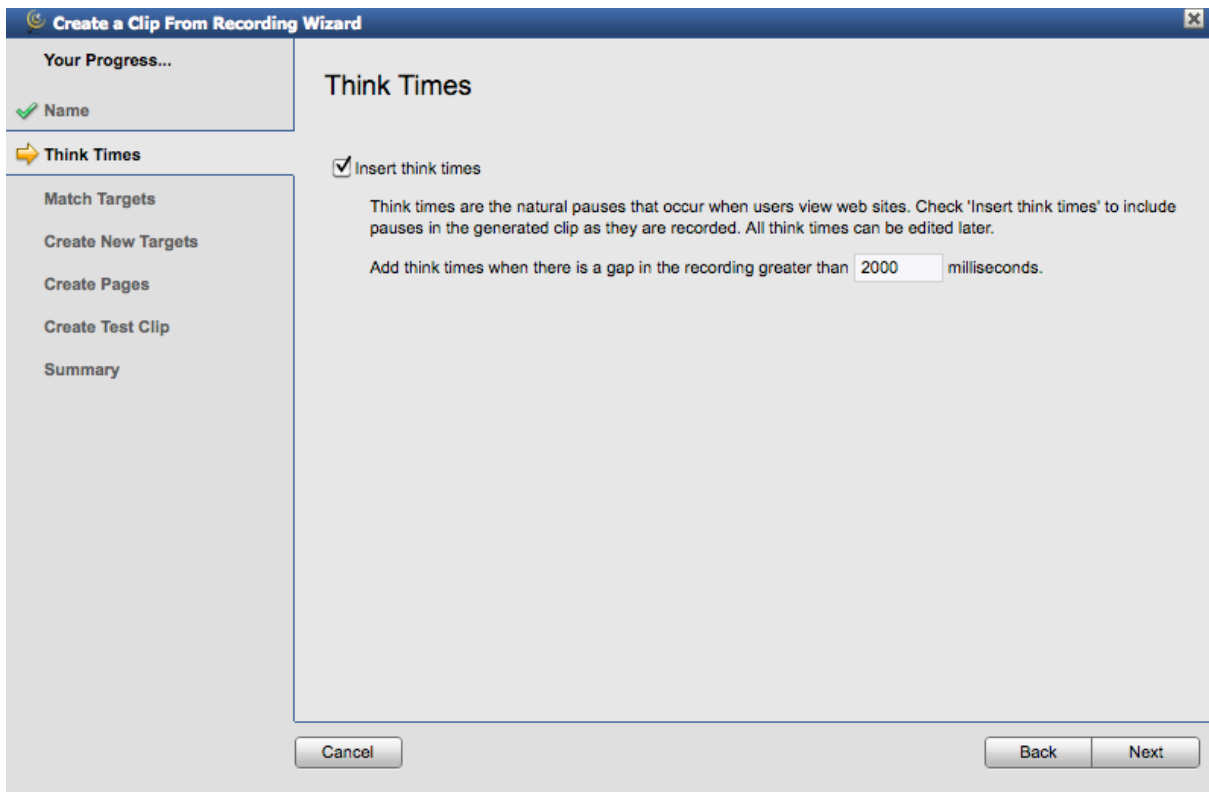 Create a Clip From Recording Wizard
Your Progress...
Name
Think Times
Match Targets
Create New Targets
Create Pages
Create Test Clip
Summary
Think Times
Insert think times
Think times are the natural pauses that occur when users view web sites. Check 'Insert think times' to include
pauses in the generated clip as they are recorded. All think times can be edited later.
Add think times when there is a gap in the recording greater than 2000 milliseconds.
Cancel
Back
Next